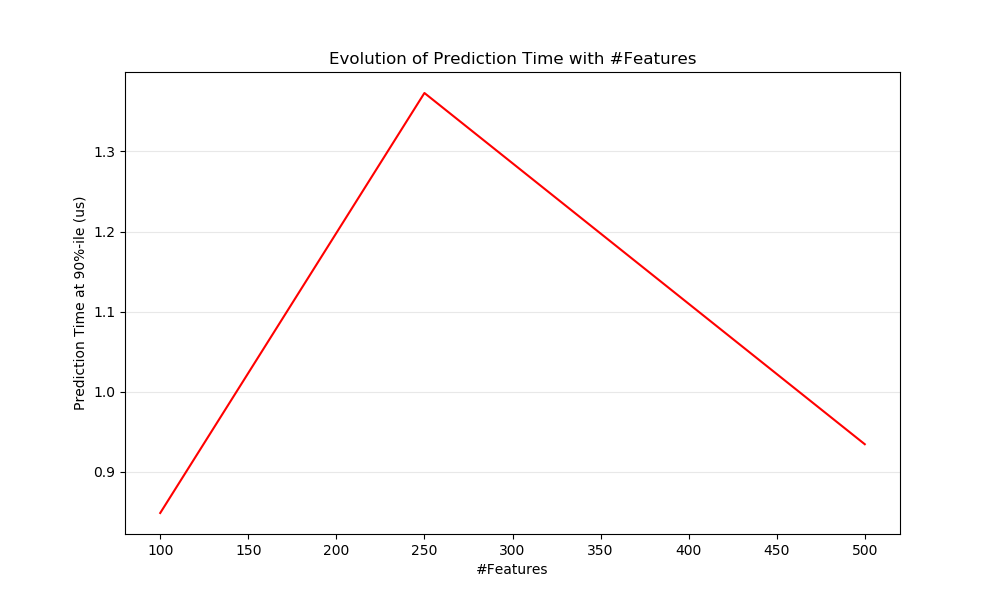 Evolution of Prediction Time with #Features
Prediction Time at 90%-ile (us)
1.3
1.2
1.1
1.0
0.9
100 150 200 250 300 350 400 450 500
#Features